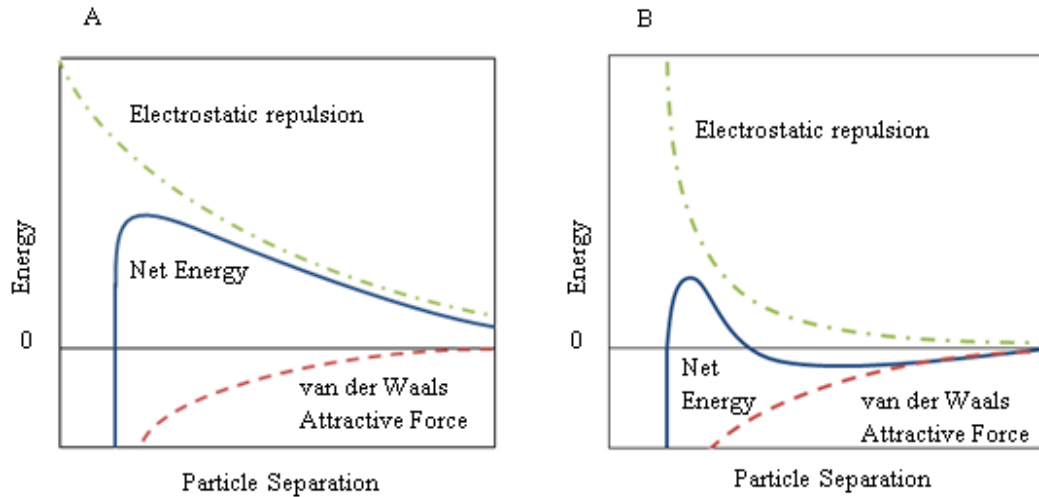 A
Electrostatic repulsion
Net Energy
van der Waals
Attractive Force
Energy
0
Particle Separation
B
Electrostatic repulsion
Net
Energy
van der Waals
Attractive Force
Energy
0
Particle Separation